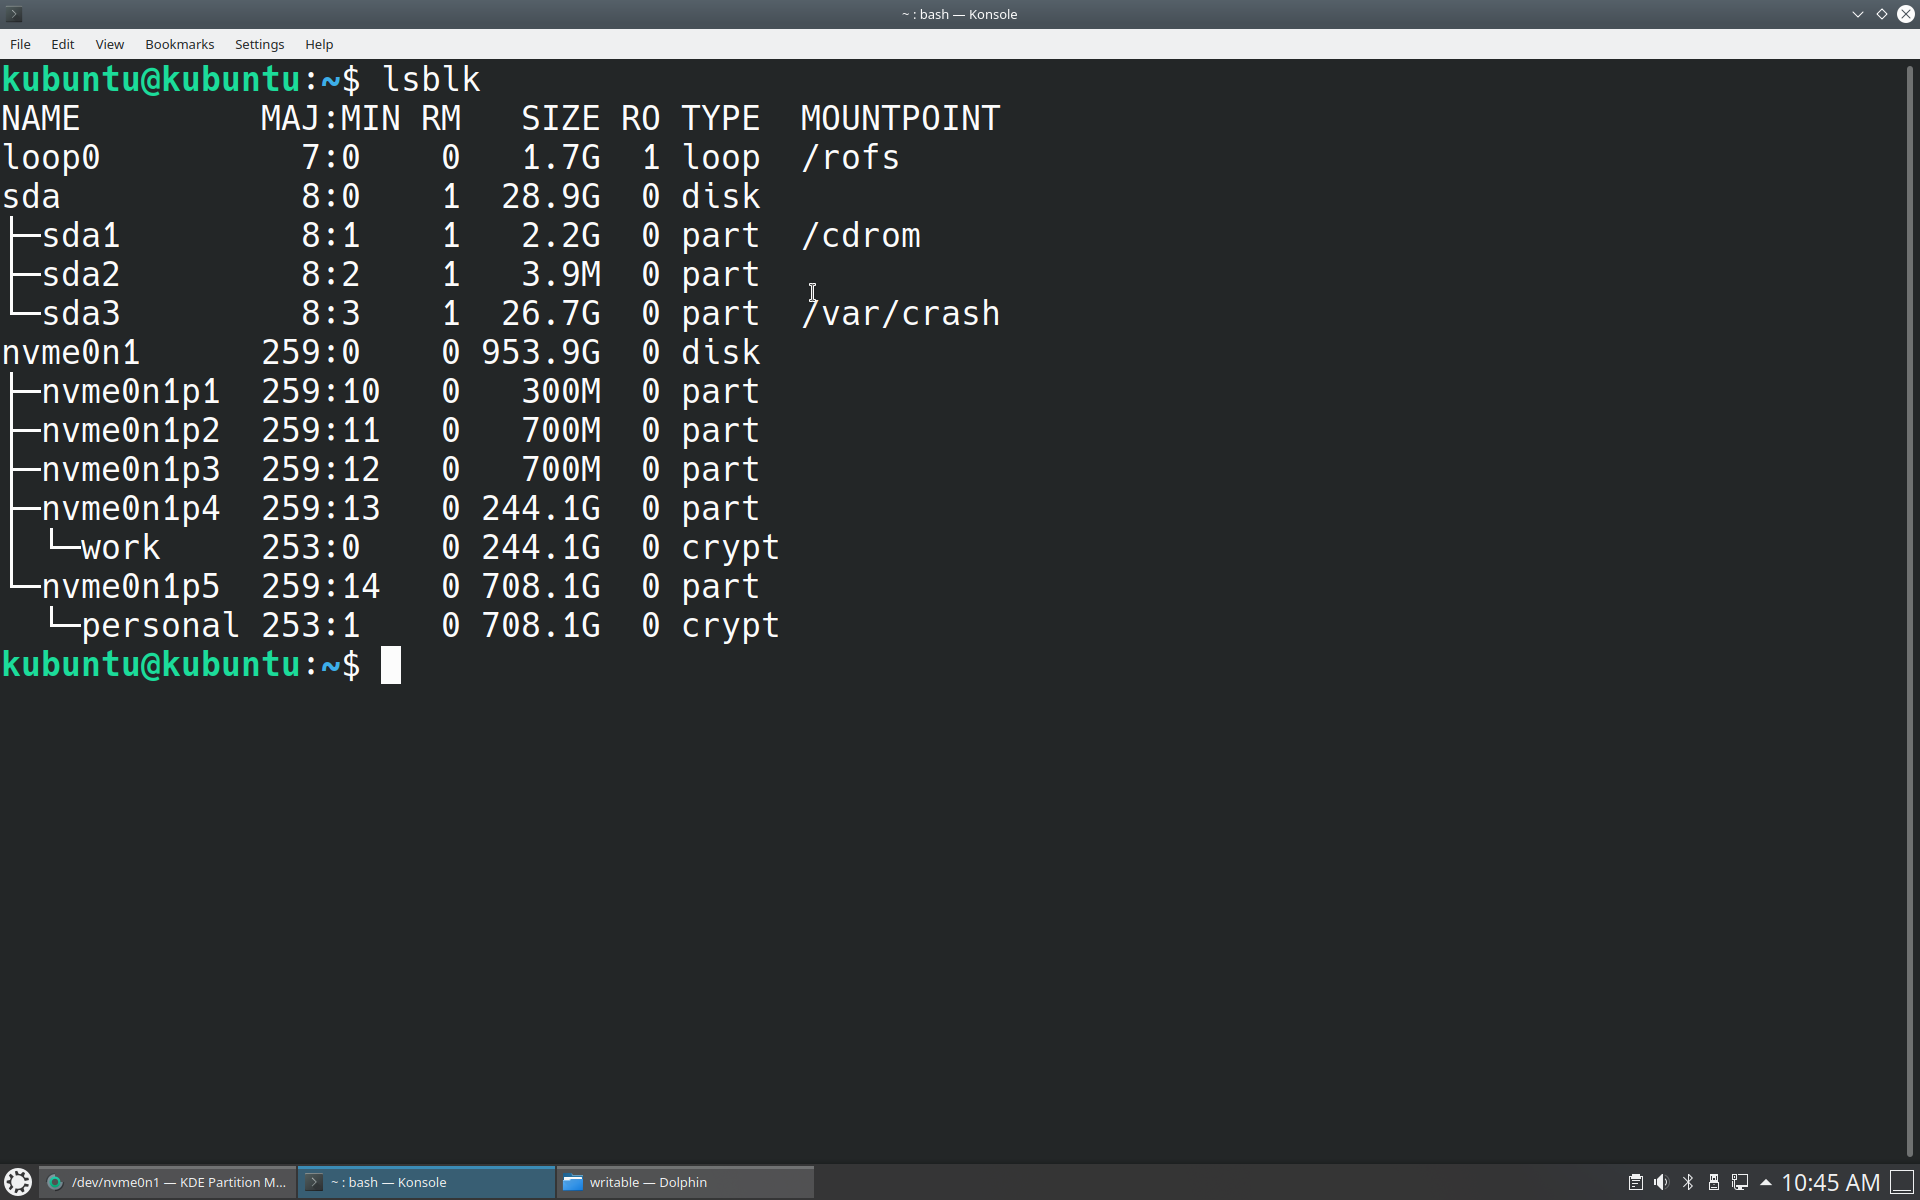 ~ : bash — Konsole
File Edit View Bookmarks Settings Help
kubuntu@kubuntu:~$ lsblk
NAME         MAJ:MIN RM   SIZE RO TYPE  MOUNTPOINT
loop0          7:0    0   1.7G  1 loop  /rofs
sda            8:0    1  28.9G  0 disk
├─sda1         8:1    1   2.2G  0 part  /cdrom
├─sda2         8:2    1   3.9M  0 part
└─sda3         8:3    1  26.7G  0 part  /var/crash
nvme0n1      259:0    0 953.9G  0 disk
├─nvme0n1p1  259:10   0   300M  0 part
├─nvme0n1p2  259:11   0   700M  0 part
├─nvme0n1p3  259:12   0   700M  0 part
├─nvme0n1p4  259:13   0 244.1G  0 part
│ └─work     253:0    0 244.1G  0 crypt
└─nvme0n1p5  259:14   0 708.1G  0 part
  └─personal 253:1    0 708.1G  0 crypt
kubuntu@kubuntu:~$
/dev/nvme0n1 — KDE Partition M... ~ : bash — Konsole writable — Dolphin 10:45 AM